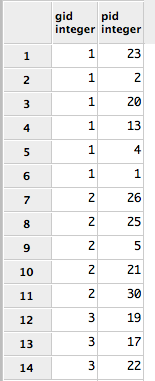 gid pid
integer integer
1 1 23
2 1 2
3 1 20
4 1 13
5 1 4
6 1 1
7 2 26
8 2 25
9 2 5
10 2 21
11 2 30
12 3 19
13 3 17
14 3 22